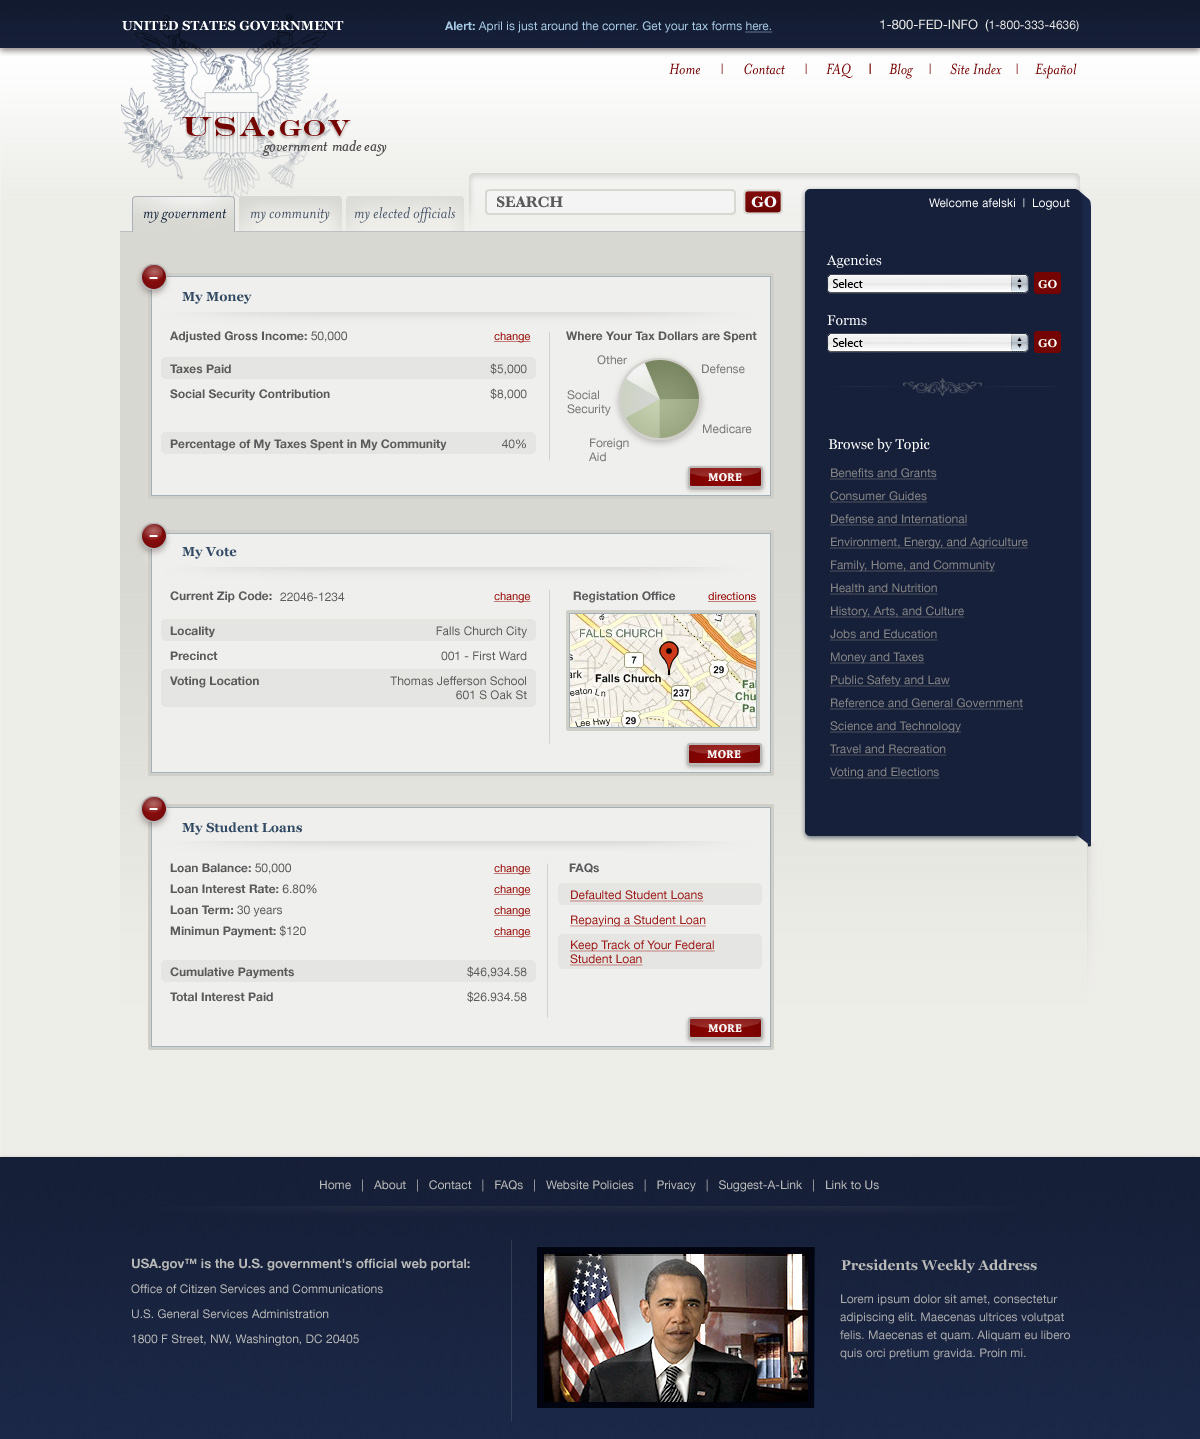 UNITED STATES GOVERNMENT
Alert: April is just around the corner. Get your tax forms here.
1-800-FED-INFO (1-800-333-4636)
Home | Contact | FAQ | Blog | Site Index | Español
USA.GOV
government made easy
my government
my community
my elected officials
SEARCH
GO
Welcome afelski | Logout
My Money
Adjusted Gross Income: 50,000
change
Taxes Paid
$5,000
Social Security Contribution
$8,000
Percentage of My Taxes Spent in My Community
40%
Where Your Tax Dollars are Spent
Other
Defense
Social
Security
Medicare
Foreign
Aid
MORE
My Vote
Current Zip Code: 22046-1234
change
Locality
Falls Church City
Precinct
001 - First Ward
Voting Location
Thomas Jefferson School
601 S Oak St
Registation Office
directions
FALLS CHURCH
7
29
ark
Falls Church
eaton Ln
237
Fal
Chu
Pa
Lee Hwy
29
MORE
My Student Loans
Loan Balance: 50,000
change
Loan Interest Rate: 6.80%
change
Loan Term: 30 years
change
Minimun Payment: $120
change
Cumulative Payments
$46,934.58
Total Interest Paid
$26.934.58
FAQs
Defaulted Student Loans
Repaying a Student Loan
Keep Track of Your Federal
Student Loan
MORE
Agencies
Select
GO
Forms
Select
GO
Browse by Topic
Benefits and Grants
Consumer Guides
Defense and International
Environment, Energy, and Agriculture
Family, Home, and Community
Health and Nutrition
History, Arts, and Culture
Jobs and Education
Money and Taxes
Public Safety and Law
Reference and General Government
Science and Technology
Travel and Recreation
Voting and Elections
Home | About | Contact | FAQs | Website Policies | Privacy | Suggest-A-Link | Link to Us
USA.gov™ is the U.S. government's official web portal:
Office of Citizen Services and Communications
U.S. General Services Administration
1800 F Street, NW, Washington, DC 20405
Presidents Weekly Address
Lorem ipsum dolor sit amet, consectetur
adipiscing elit. Maecenas ultrices volutpat
felis. Maecenas et quam. Aliquam eu libero
quis orci pretium gravida. Proin mi.